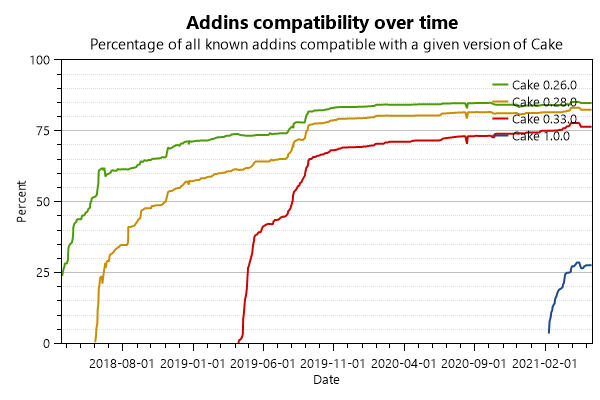 Addins compatibility over time
Percentage of all known addins compatible with a given version of Cake
100
75
50
25
0
Percent
Cake 0.26.0
Cake 0.28.0
Cake 0.33.0
Cake 1.0.0
2018-08-01 2019-01-01 2019-06-01 2019-11-01 2020-04-01 2020-09-01 2021-02-01
Date